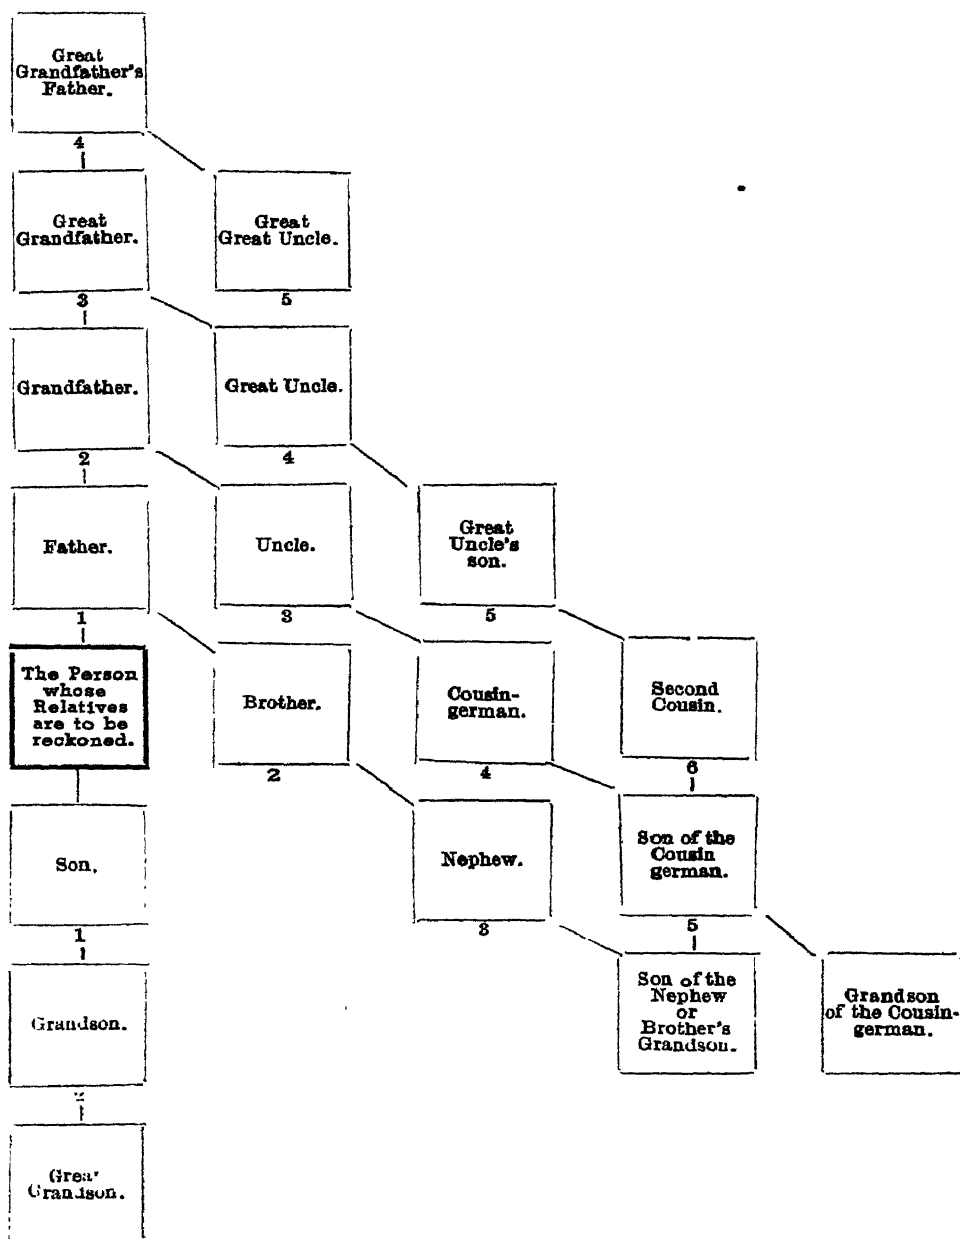 Great
Grandfather's
Father.
4
Great
Grandfather.
3
Great
Great Uncle.
5
Grandfather.
2
Great Uncle.
4
Father.
1
Uncle.
3
Great
Uncle's
son.
5
The Person
whose
Relatives
are to be
reckoned.
Brother.
2
Cousin-
german.
4
Second
Cousin.
6
Son.
1
Nephew.
3
Son of the
Cousin
german.
5
Grandson.
Son of the
Nephew
or
Brother's
Grandson.
Grandson
of the Cousin-
german.
Great
Grandson.